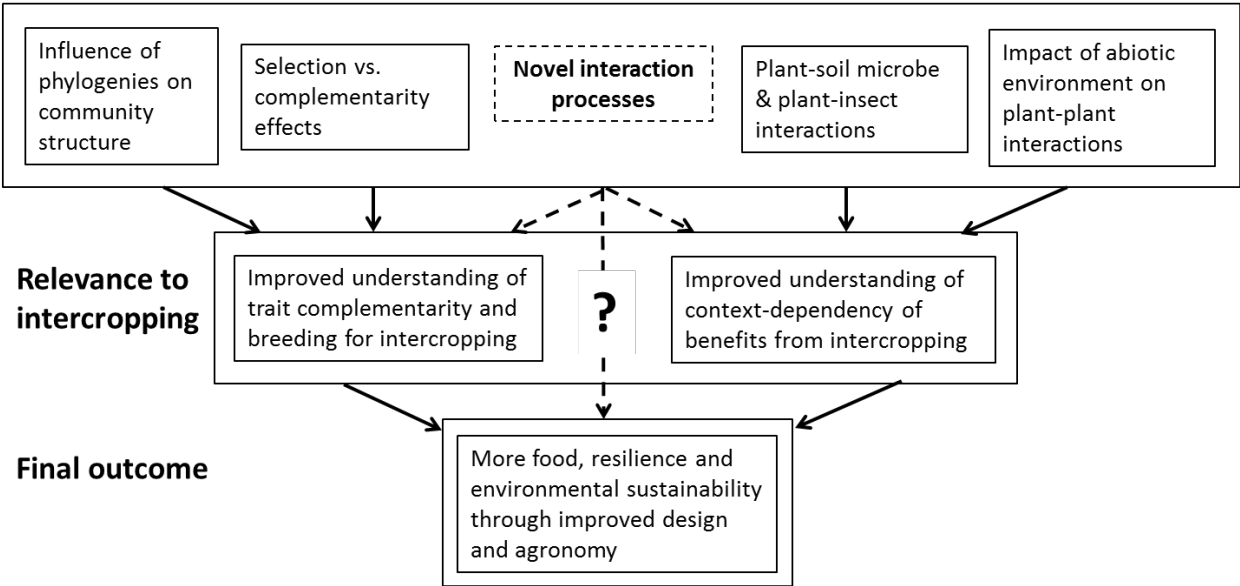 Influence of
phylogenies on
community
structure
Selection vs.
complementarity
effects
Novel interaction
processes
Plant-soil microbe
& plant-insect
interactions
Impact of abiotic
environment on
plant-plant
interactions
Relevance to
intercropping
Improved understanding of
trait complementarity and
breeding for intercropping
?
Improved understanding of
context-dependency of
benefits from intercropping
Final outcome
More food, resilience and
environmental sustainability
through improved design
and agronomy